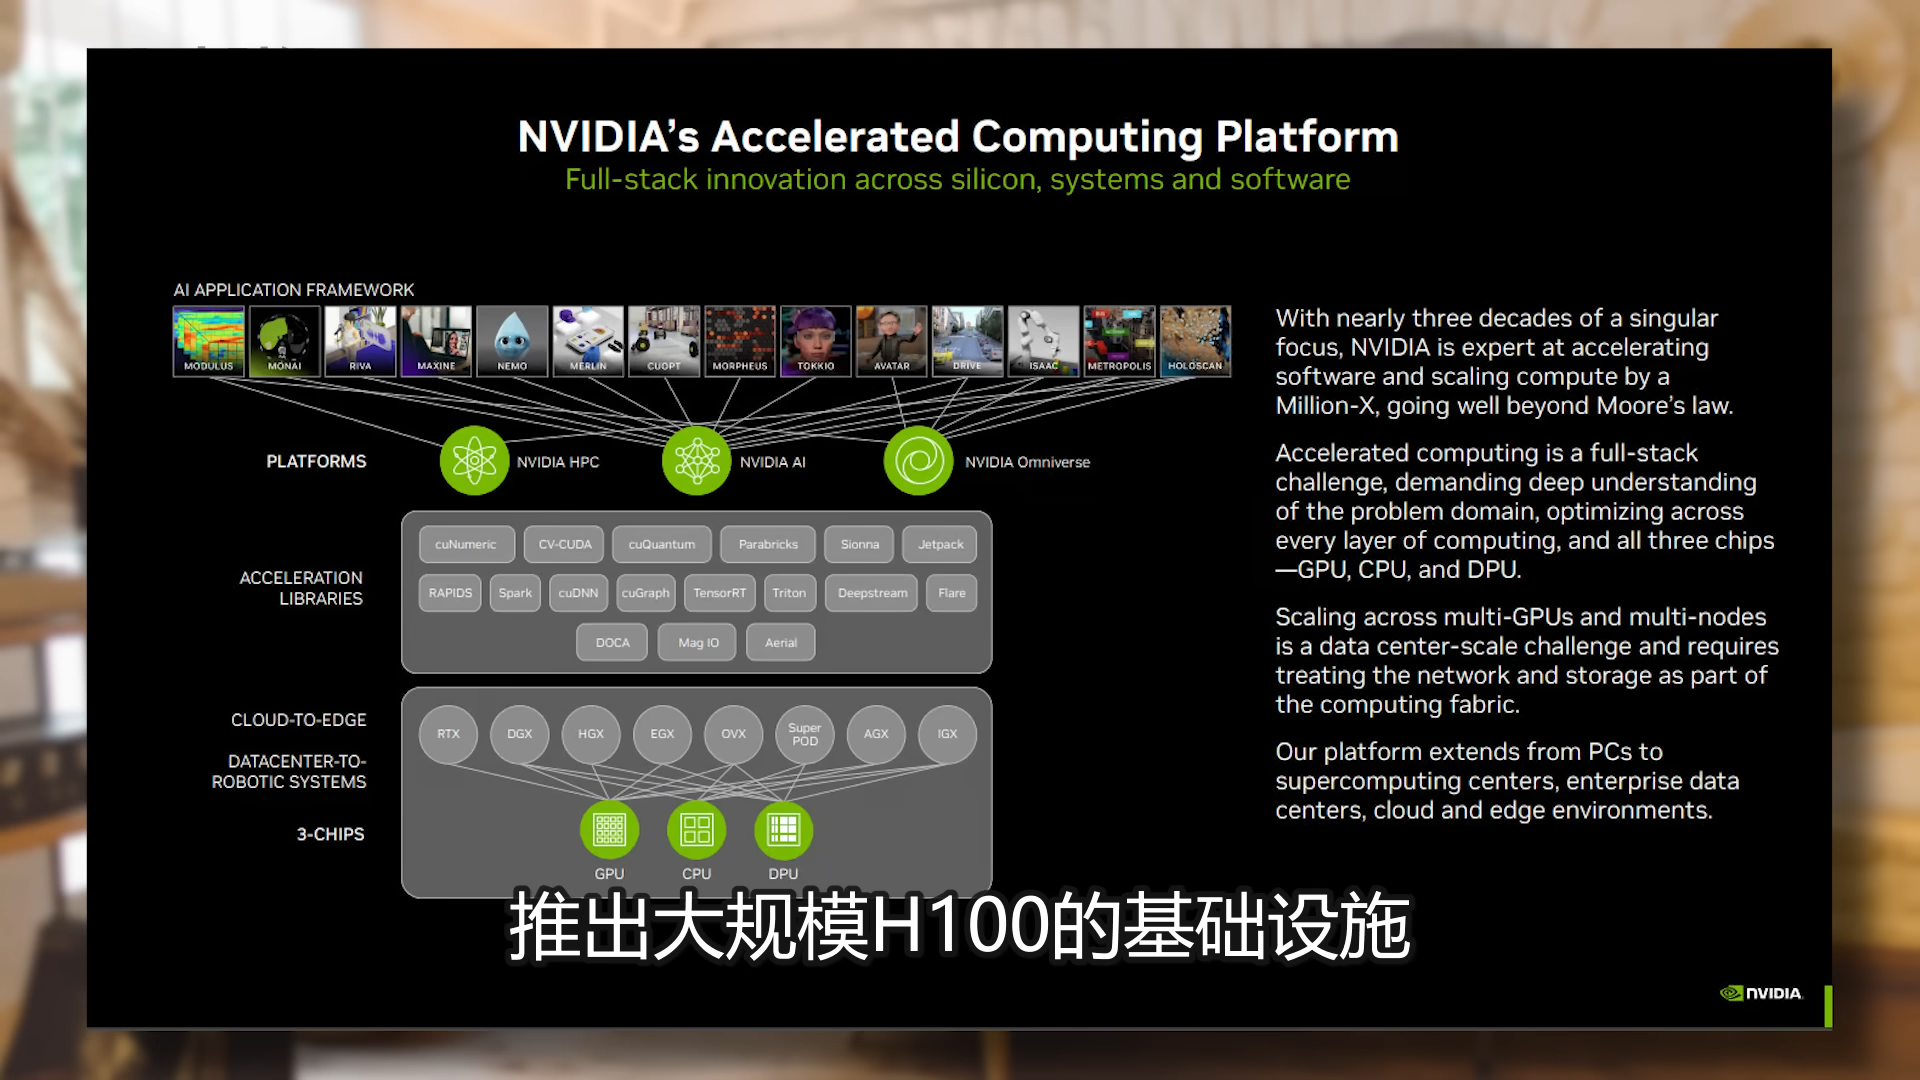 NVIDIA's Accelerated Computing Platform
Full-stack innovation across silicon, systems and software
AI APPLICATION FRAMEWORK
MODULUS
MONAI
RIVA
MAXINE
NEMO
MERLIN
CUOPT
MORPHEUS
TOKKIO
AVATAR
DRIVE
ISAAC
METROPOLIS
HOLOSCAN
PLATFORMS
NVIDIA HPC
NVIDIA AI
NVIDIA Omniverse
ACCELERATION
LIBRARIES
cuNumeric
CV-CUDA
cuQuantum
Parabricks
Sionna
Jetpack
RAPIDS
Spark
cuDNN
cuGraph
TensorRT
Triton
Deepstream
Flare
DOCA
Mag IO
Aerial
CLOUD-TO-EDGE
DATACENTER-TO-
ROBOTIC SYSTEMS
RTX
DGX
HGX
EGX
OVX
Super
POD
AGX
IGX
3-CHIPS
GPU
CPU
DPU
With nearly three decades of a singular
focus, NVIDIA is expert at accelerating
software and scaling compute by a
Million-X, going well beyond Moore's law.
Accelerated computing is a full-stack
challenge, demanding deep understanding
of the problem domain, optimizing across
every layer of computing, and all three chips
—GPU, CPU, and DPU.
Scaling across multi-GPUs and multi-nodes
is a data center-scale challenge and requires
treating the network and storage as part of
the computing fabric.
Our platform extends from PCs to
supercomputing centers, enterprise data
centers, cloud and edge environments.
推出大规模H100的基础设施
NVIDIA.